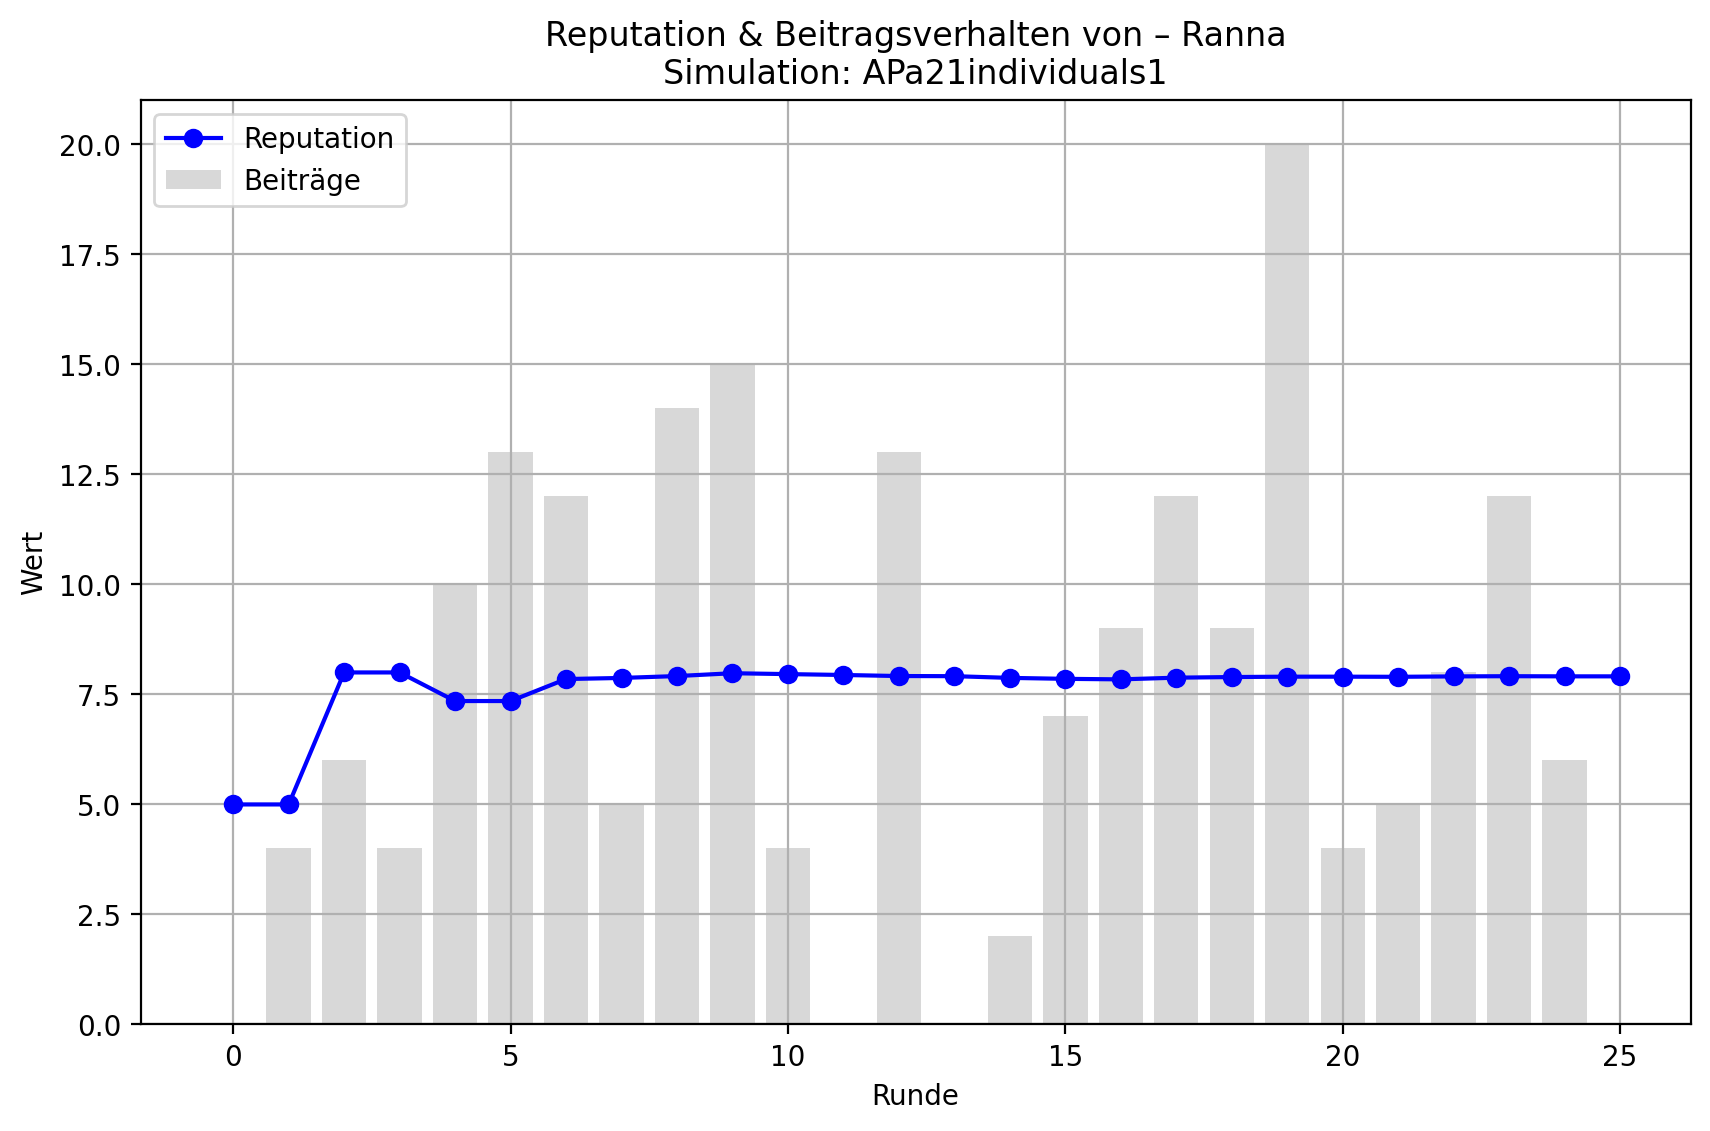 Reputation & Beitragsverhalten von – Ranna
Simulation: APa21individuals1
Reputation
Beiträge
20.0
17.5
15.0
12.5
10.0
7.5
5.0
2.5
0.0
Wert
0 5 10 15 20 25
Runde